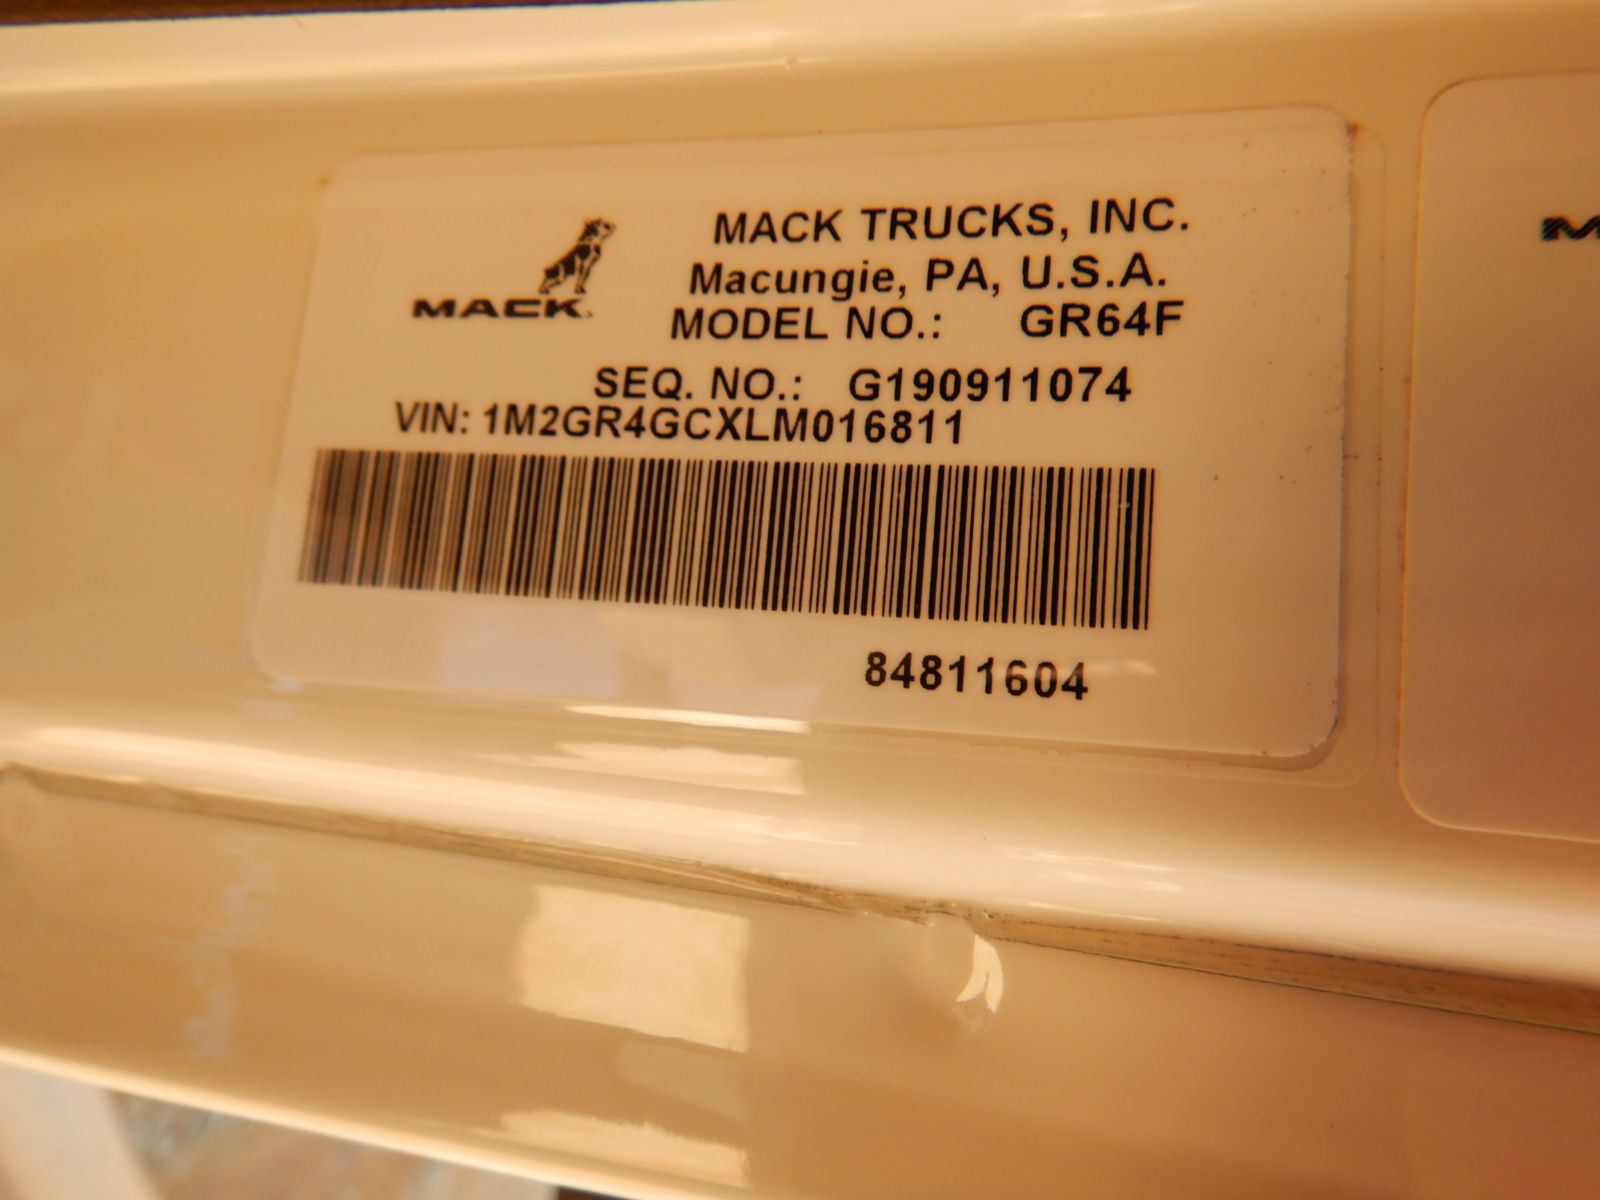 MACK
MACK TRUCKS, INC.
Macungie, PA, U.S.A.
MODEL NO.: GR64F
SEQ. NO.: G190911074
VIN: 1M2GR4GCXLM016811
84811604